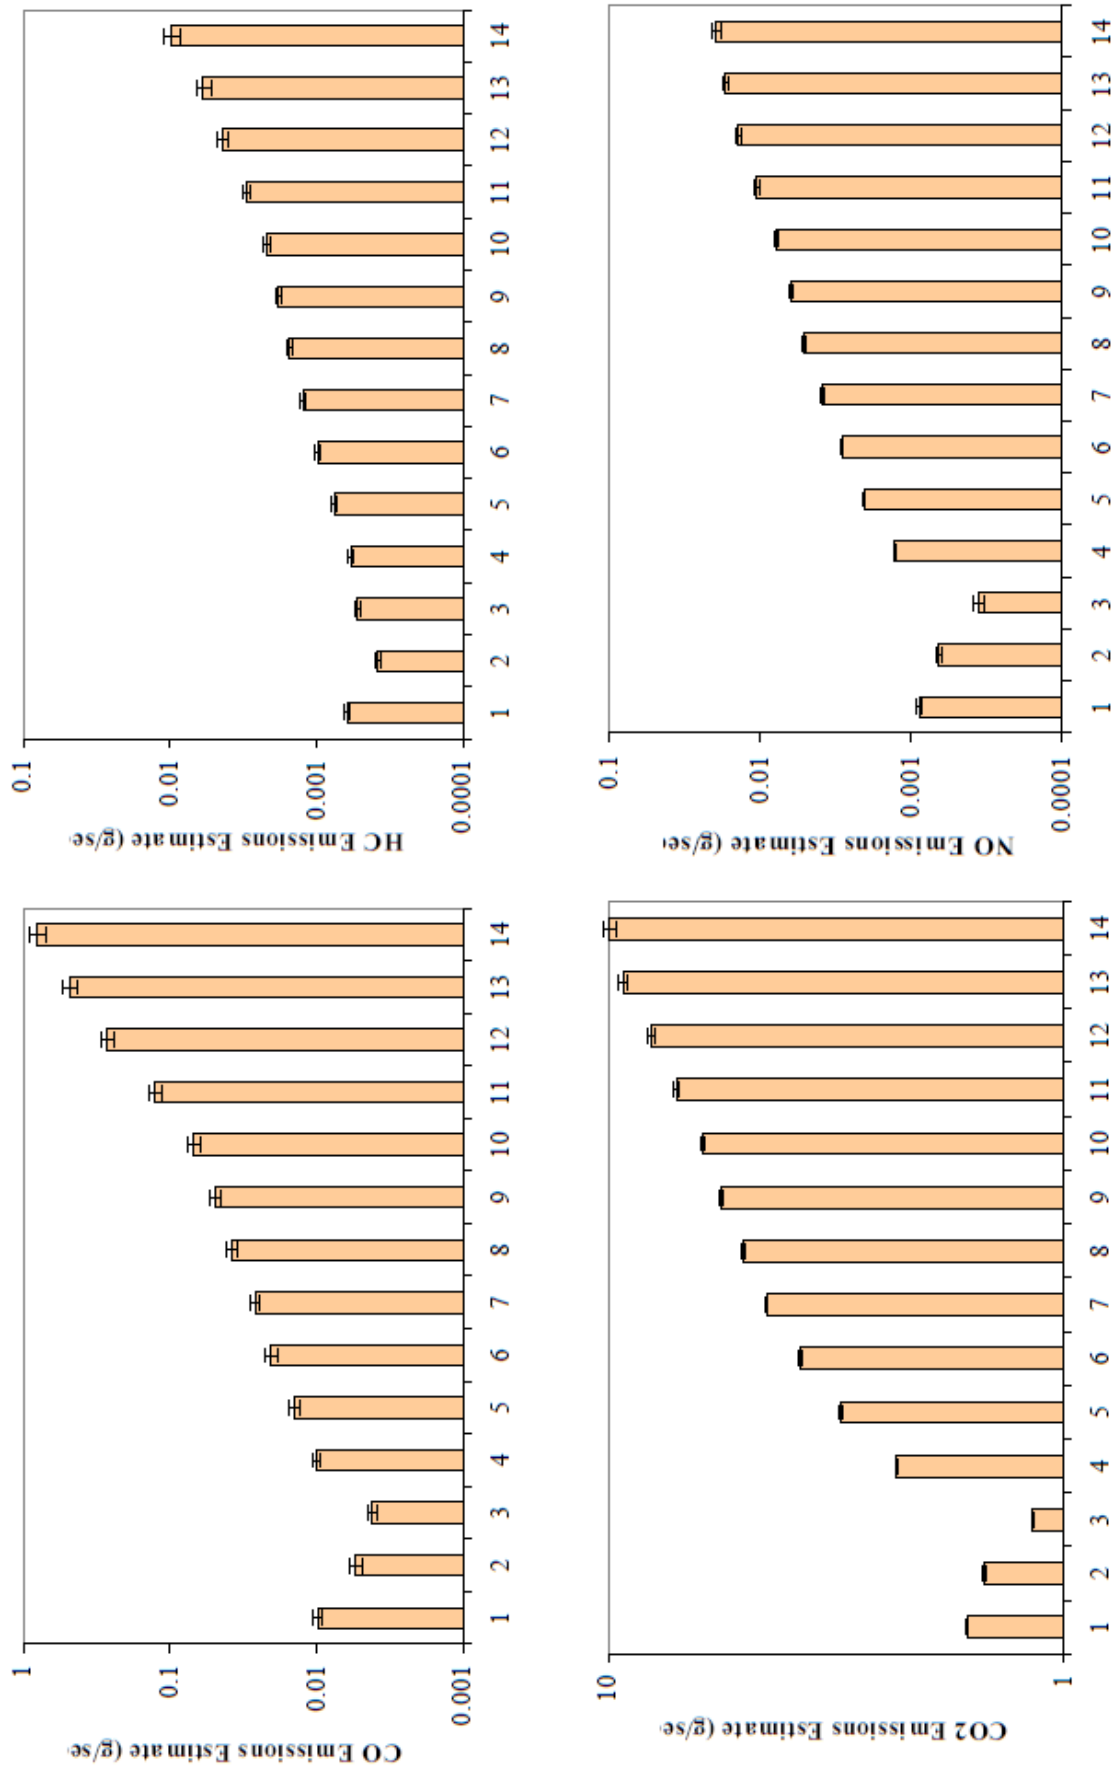 CO Emissions Estimate (g/se
1
0.1
0.01
0.001
1 2 3 4 5 6 7 8 9 10 11 12 13 14
HC Emissions Estimate (g/se
0.1
0.01
0.001
0.0001
1 2 3 4 5 6 7 8 9 10 11 12 13 14
CO2 Emissions Estimate (g/se
10
1
1 2 3 4 5 6 7 8 9 10 11 12 13 14
NO Emissions Estimate (g/se
0.1
0.01
0.001
0.0001
1 2 3 4 5 6 7 8 9 10 11 12 13 14